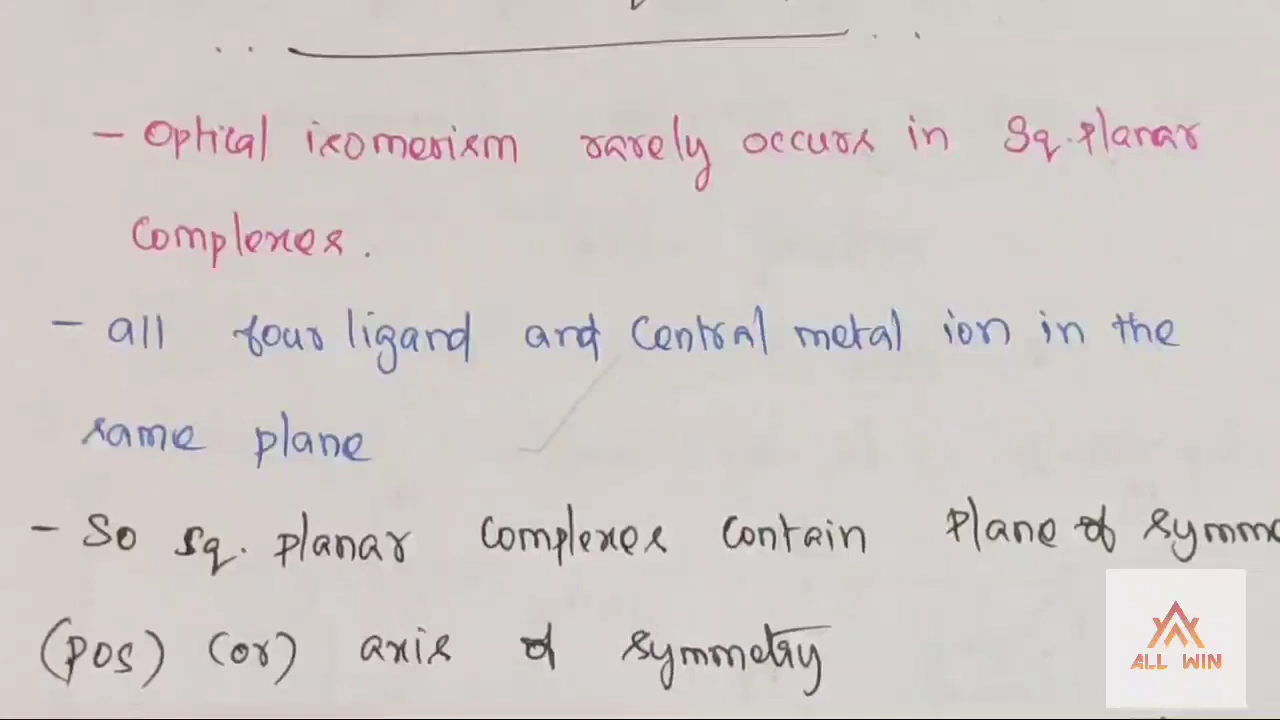 - Optical isomerism rarely occurs in Sq. planar
Complexes.
- all four ligand and Central metal ion in the
same plane
- So sq. planar complexes contain plane of symme
(POS) (or) axis of symmetry
ALL WIN